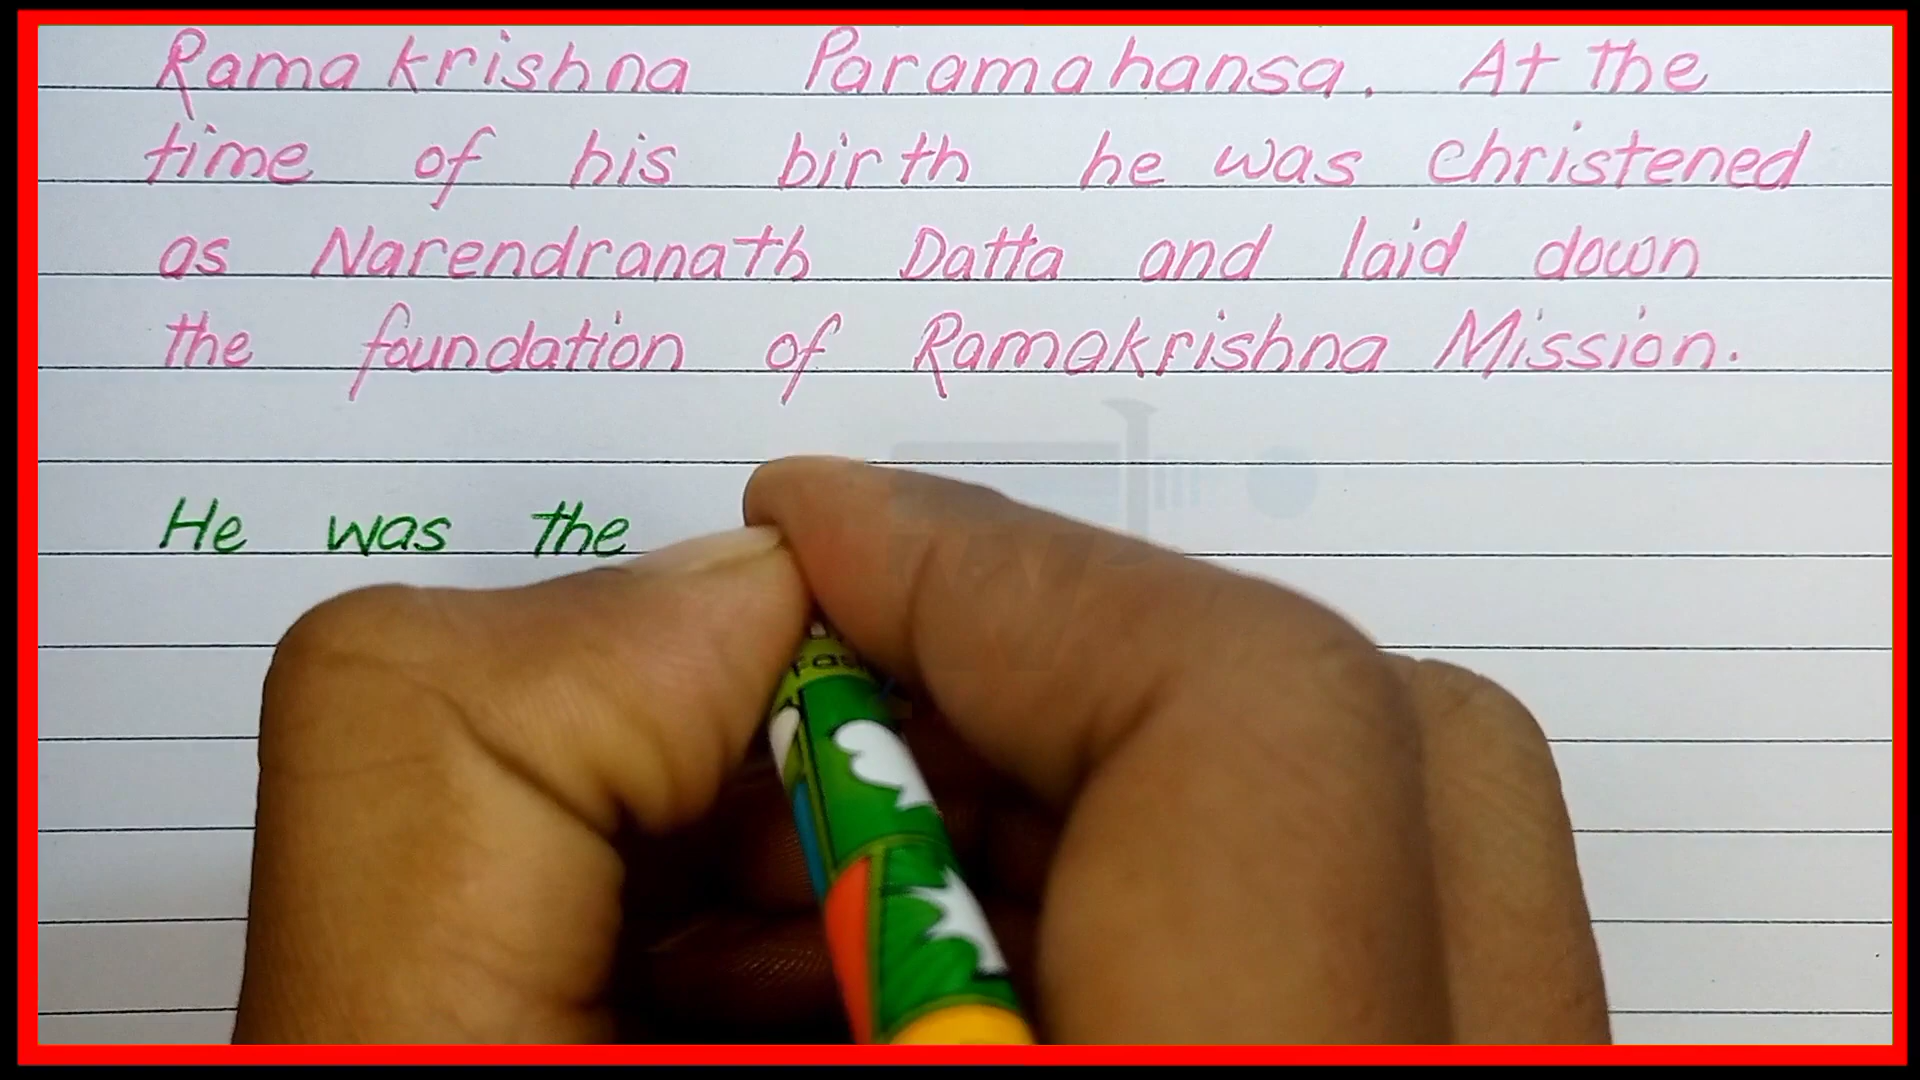 Ramakrishna Paramahansa. At the
time of his birth he was christened
as Narendranath Datta and laid down
the foundation of Ramakrishna Mission.
He was the